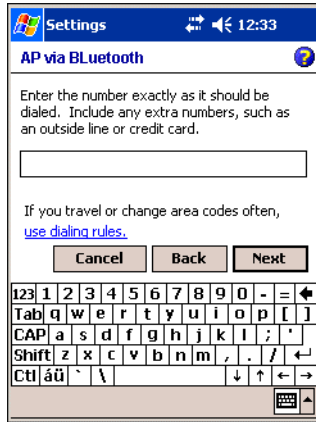 Settings 12:33
AP via BLuetooth
Enter the number exactly as it should be
dialed. Include any extra numbers, such as
an outside line or credit card.
If you travel or change area codes often,
use dialing rules.
Cancel Back Next
123 1 2 3 4 5 6 7 8 9 0 - =
Tab q w e r t y u i o p [ ]
CAP a s d f g h j k l ; '
Shift z x c v b n m , . /
Ctl áü ` \